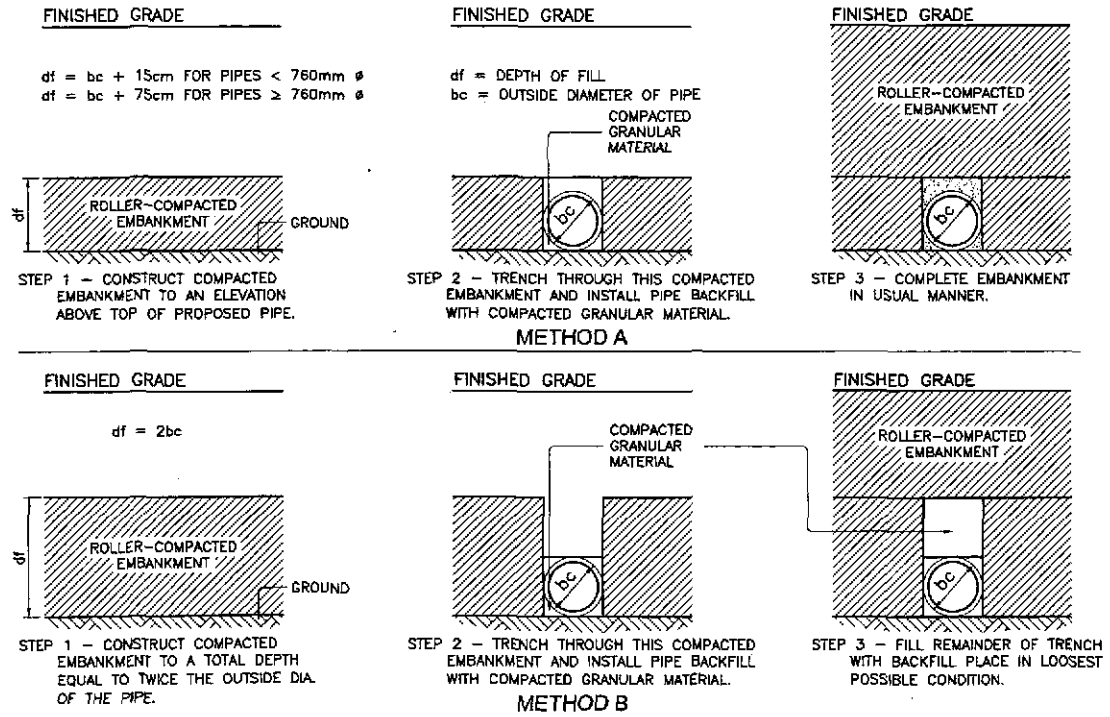 FINISHED GRADE
df = bc + 15cm FOR PIPES < 760mm ø
df = bc + 75cm FOR PIPES ≥ 760mm ø
df
ROLLER-COMPACTED
EMBANKMENT
GROUND
STEP 1 - CONSTRUCT COMPACTED
EMBANKMENT TO AN ELEVATION
ABOVE TOP OF PROPOSED PIPE.
FINISHED GRADE
df = DEPTH OF FILL
bc = OUTSIDE DIAMETER OF PIPE
COMPACTED
GRANULAR
MATERIAL
bc
STEP 2 - TRENCH THROUGH THIS COMPACTED
EMBANKMENT AND INSTALL PIPE BACKFILL
WITH COMPACTED GRANULAR MATERIAL.
FINISHED GRADE
ROLLER-COMPACTED
EMBANKMENT
bc
STEP 3 - COMPLETE EMBANKMENT
IN USUAL MANNER.
METHOD A
FINISHED GRADE
df = 2bc
df
ROLLER-COMPACTED
EMBANKMENT
GROUND
STEP 1 - CONSTRUCT COMPACTED
EMBANKMENT TO A TOTAL DEPTH
EQUAL TO TWICE THE OUTSIDE DIA.
OF THE PIPE.
FINISHED GRADE
COMPACTED
GRANULAR
MATERIAL
bc
STEP 2 - TRENCH THROUGH THIS COMPACTED
EMBANKMENT AND INSTALL PIPE BACKFILL
WITH COMPACTED GRANULAR MATERIAL.
FINISHED GRADE
ROLLER-COMPACTED
EMBANKMENT
bc
STEP 3 - FILL REMAINDER OF TRENCH
WITH BACKFILL PLACE IN LOOSEST
POSSIBLE CONDITION.
METHOD B